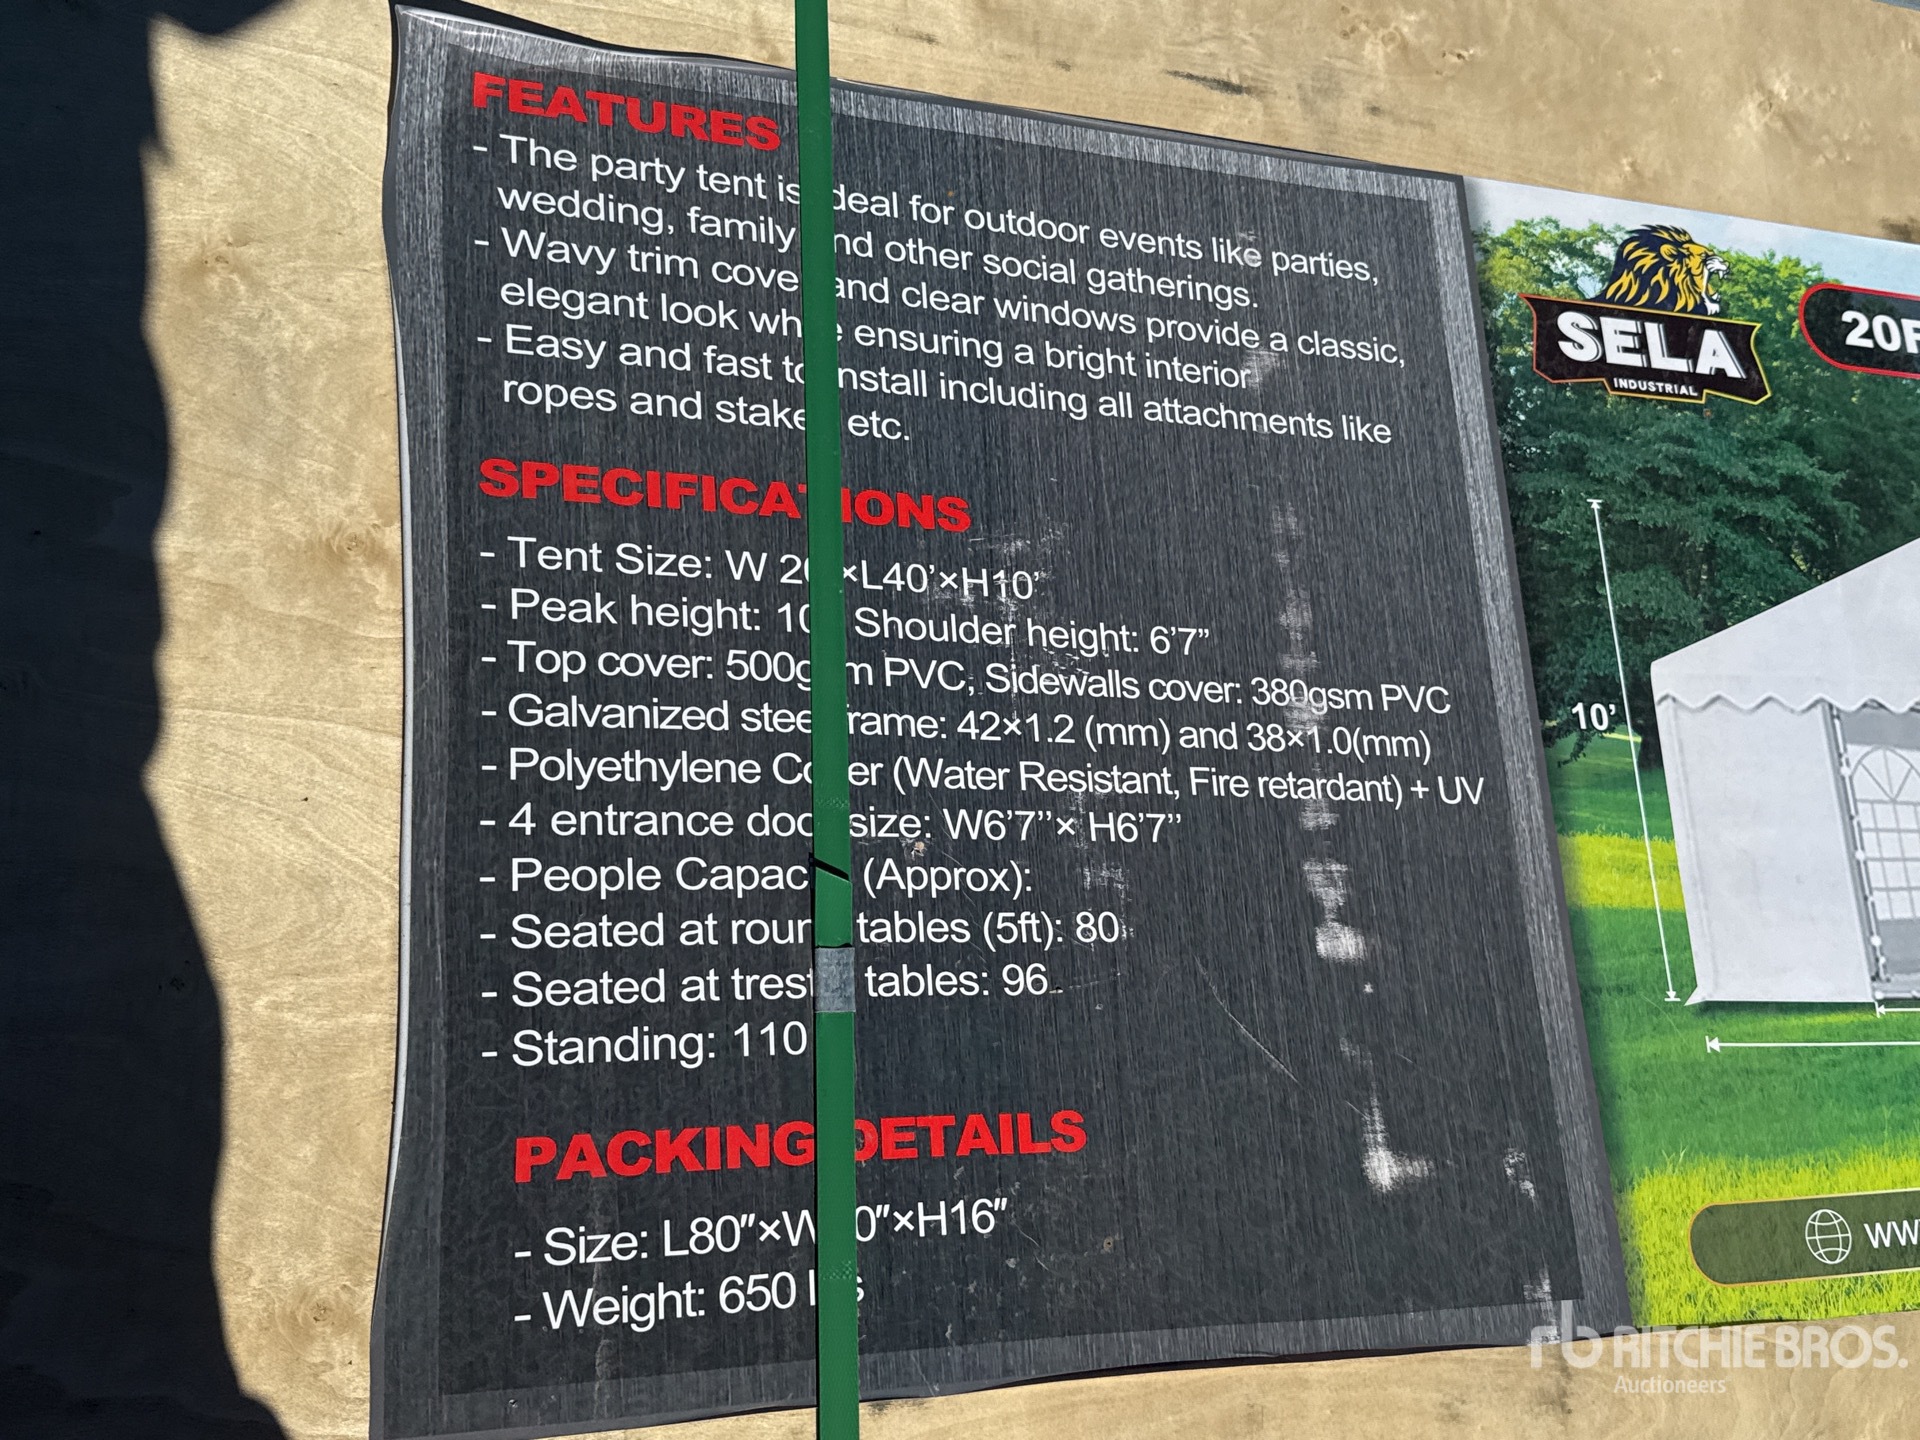 FEATURES
- The party tent is ideal for outdoor events like parties,
wedding, family and other social gatherings.
- Wavy trim cover and clear windows provide a classic,
elegant look while ensuring a bright interior
- Easy and fast to install including all attachments like
ropes and stakes etc.
SPECIFICATIONS
- Tent Size: W 20'×L40'×H10'
- Peak height: 10' Shoulder height: 6'7"
- Top cover: 500gsm PVC, Sidewalls cover: 380gsm PVC
- Galvanized steel frame: 42×1.2 (mm) and 38×1.0(mm)
- Polyethylene Cover (Water Resistant, Fire retardant) + UV
- 4 entrance door size: W6'7"× H6'7"
- People Capacity (Approx):
- Seated at round tables (5ft): 80
- Seated at trestle tables: 96
- Standing: 110
PACKING DETAILS
- Size: L80"×W 0"×H16"
- Weight: 650 lbs
SELA
INDUSTRIAL
20F
10'
WW
rb RITCHIE BROS.
Auctioneers